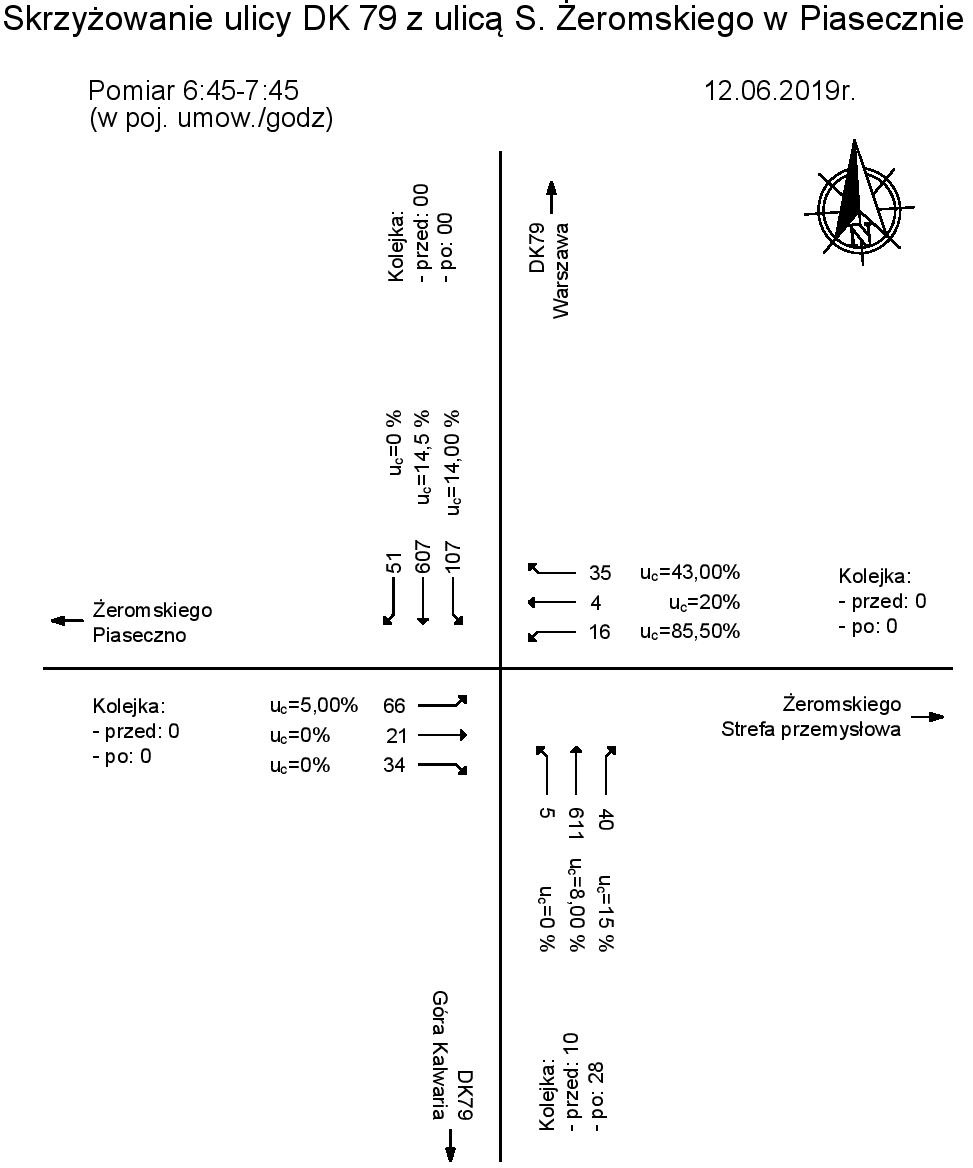 Skrzyżowanie ulicy DK 79 z ulicą S. Żeromskiego w Piasecznie
Pomiar 6:45-7:45
(w poj. umow./godz)
12.06.2019r.
Kolejka:
- przed: 00
- po: 00
DK79
Warszawa
N
uc=0 %
uc=14,5 %
uc=14,00 %
51
607
107
35 uc=43,00%
4 uc=20%
16 uc=85,50%
Kolejka:
- przed: 0
- po: 0
Żeromskiego
Piaseczno
Kolejka:
- przed: 0
- po: 0
uc=5,00% 66
uc=0% 21
uc=0% 34
Żeromskiego
Strefa przemysłowa
5
611
40
uc=0 %
uc=8,00 %
uc=15 %
DK79
Góra Kalwaria
Kolejka:
- przed: 10
- po: 28